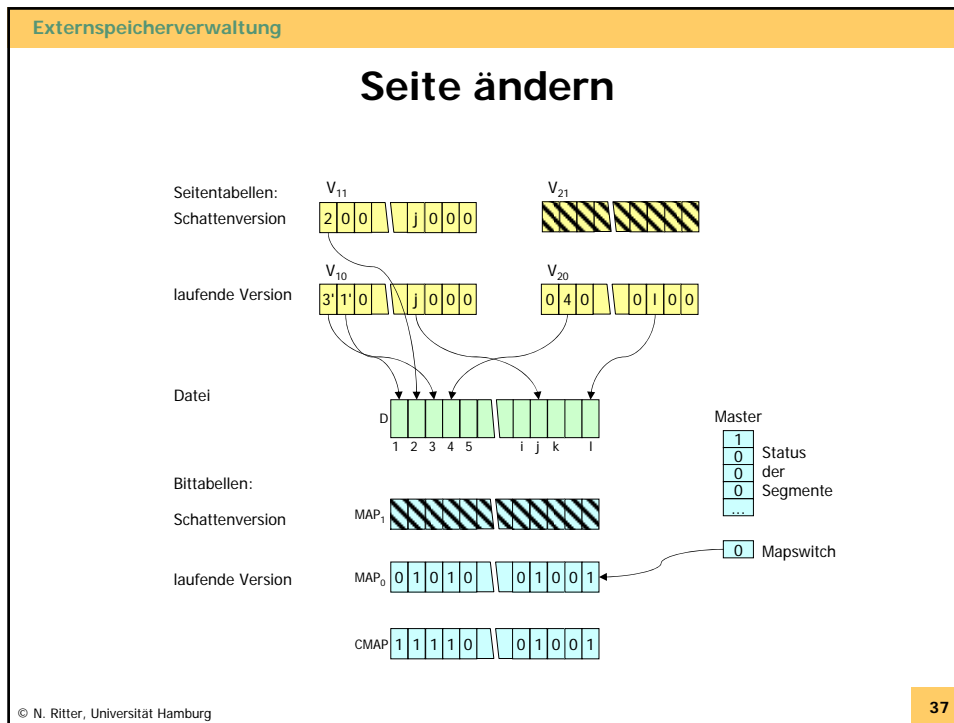 Externspeicherverwaltung
Seite ändern
Seitentabellen:
V11
V21
Schattenversion
2 0 0 j 0 0 0
V10
V20
laufende Version
3' 1' 0 j 0 0 0
0 4 0 0 l 0 0
Datei
D
1 2 3 4 5 i j k l
Master
1
0 Status
0 der
0 Segmente
...
Bittabellen:
Schattenversion
MAP1
0 Mapswitch
laufende Version
MAP0 0 1 0 1 0 0 1 0 0 1
CMAP 1 1 1 1 0 0 1 0 0 1
© N. Ritter, Universität Hamburg
37